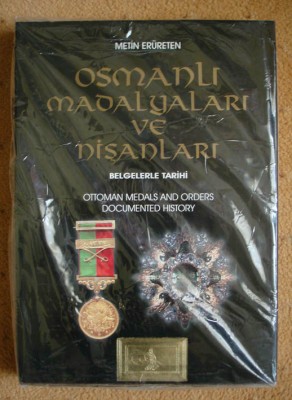 METİN ERÜRETEN
OSMANLI
MADALYALARI VE
NİŞANLARI
BELGELERLE TARİHİ
OTTOMAN MEDALS AND ORDERS
DOCUMENTED HISTORY